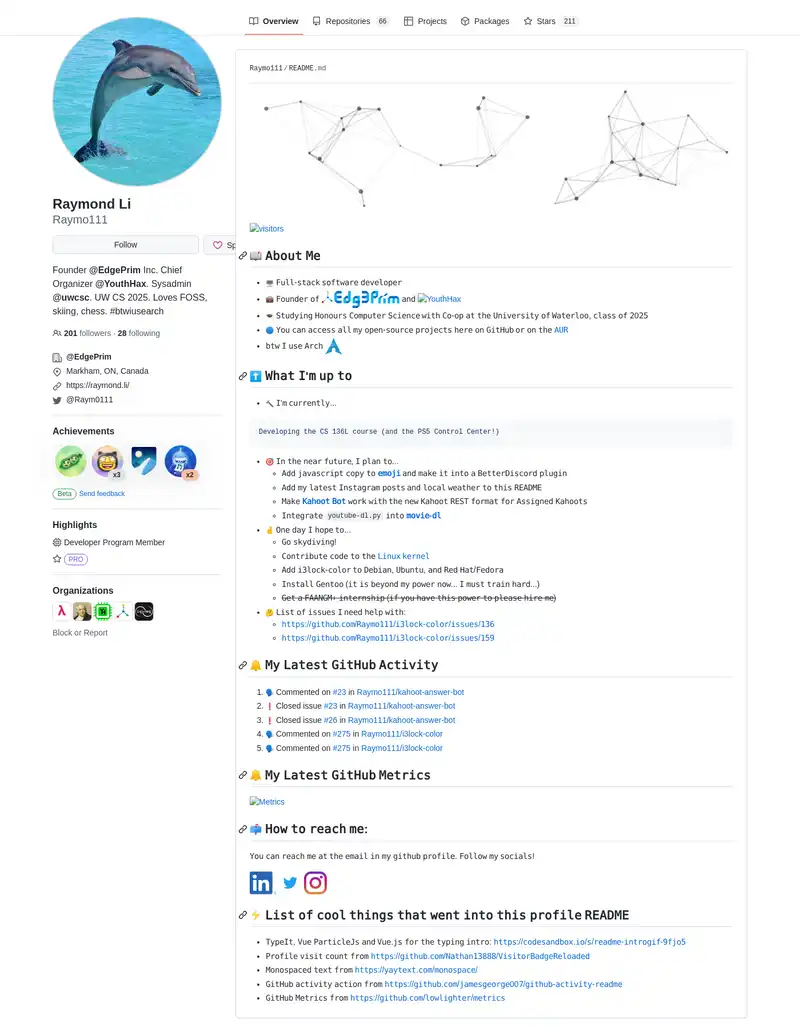 Overview Repositories 66 Projects Packages Stars 211
Raymond Li
Raymo111
Follow
Sp
Founder @EdgePrim Inc. Chief
Organizer @YouthHax. Sysadmin
@uwcsc. UW CS 2025. Loves FOSS,
skiing, chess. #btwiusearch
201 followers · 28 following
@EdgePrim
Markham, ON, Canada
https://raymond.li/
@Raym0111
Achievements
x3
x2
Beta Send feedback
Highlights
Developer Program Member
PRO
Organizations
Block or Report
Raymo111/README.md
visitors
About Me
Full-stack software developer
Founder of Edg3Prim and YouthHax
Studying Honours Computer Science with Co-op at the University of Waterloo, class of 2025
You can access all my open-source projects here on GitHub or on the AUR
btw I use Arch
What I'm up to
I'm currently...
Developing the CS 136L course (and the PS5 Control Center!)
In the near future, I plan to...
Add javascript copy to emoji and make it into a BetterDiscord plugin
Add my latest Instagram posts and local weather to this README
Make Kahoot Bot work with the new Kahoot REST format for Assigned Kahoots
Integrate youtube-dl.py into movie-dl
One day I hope to...
Go skydiving!
Contribute code to the Linux kernel
Add i3lock-color to Debian, Ubuntu, and Red Hat/Fedora
Install Gentoo (it is beyond my power now... I must train hard...)
Get a FAANGM+ internship (if you have this power to please hire me)
List of issues I need help with:
https://github.com/Raymo111/i3lock-color/issues/136
https://github.com/Raymo111/i3lock-color/issues/159
My Latest GitHub Activity
1. Commented on #23 in Raymo111/kahoot-answer-bot
2. Closed issue #23 in Raymo111/kahoot-answer-bot
3. Closed issue #26 in Raymo111/kahoot-answer-bot
4. Commented on #275 in Raymo111/i3lock-color
5. Commented on #275 in Raymo111/i3lock-color
My Latest GitHub Metrics
Metrics
How to reach me:
You can reach me at the email in my github profile. Follow my socials!
List of cool things that went into this profile README
TypeIt, Vue ParticleJs and Vue.js for the typing intro: https://codesandbox.io/s/readme-introgif-9fjo5
Profile visit count from https://github.com/Nathan13888/VisitorBadgeReloaded
Monospaced text from https://yaytext.com/monospace/
GitHub activity action from https://github.com/jamesgeorge007/github-activity-readme
GitHub Metrics from https://github.com/lowlighter/metrics